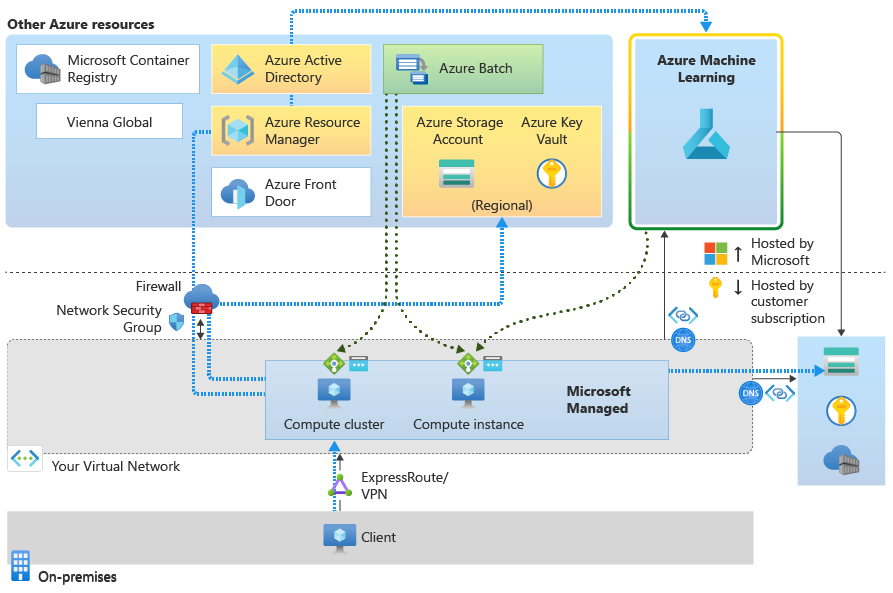 Other Azure resources
Microsoft Container
Registry
Azure Active
Directory
Azure Batch
Azure Machine
Learning
Vienna Global
Azure Resource
Manager
Azure Storage
Account
Azure Key
Vault
Azure Front
Door
(Regional)
Hosted by
Microsoft
Firewall
Hosted by
customer
subscription
Network Security
Group
DNS
DNS
Microsoft
Managed
Compute cluster
Compute instance
Your Virtual Network
ExpressRoute/
VPN
Client
On-premises